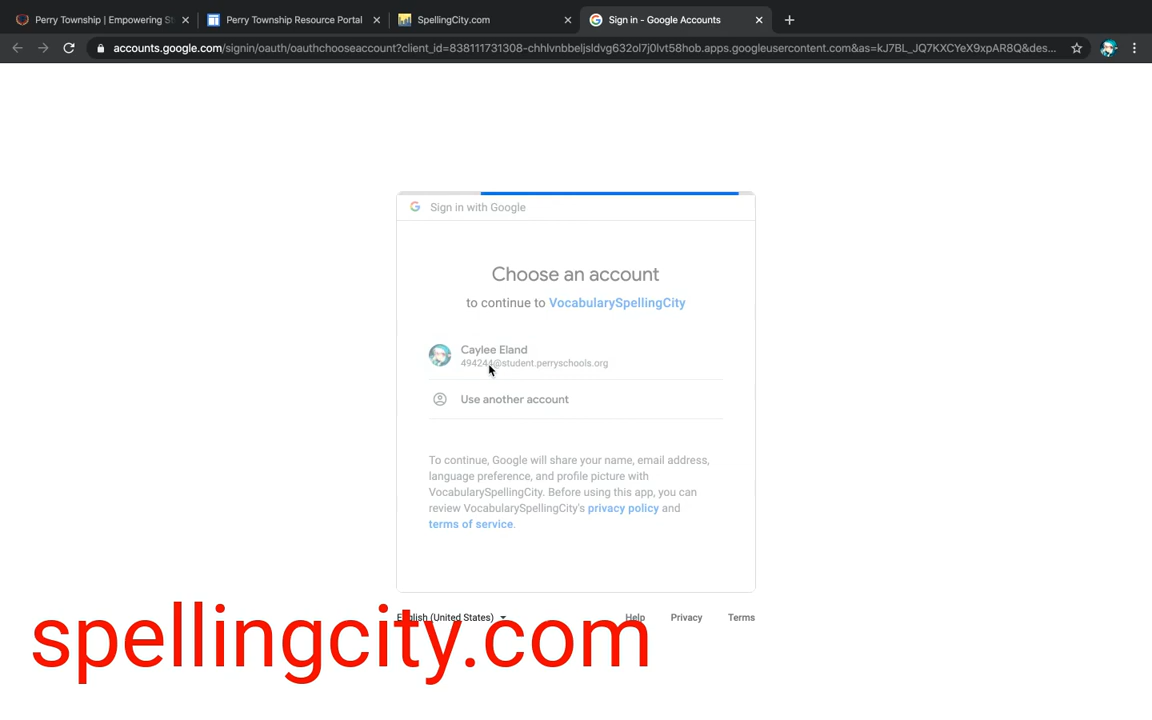 Perry Township | Empowering St
Perry Township Resource Portal
SpellingCity.com
Sign in - Google Accounts
accounts.google.com/signin/oauth/oauthchooseaccount?client_id=838111731308-chhlvnbbeljsldvg632ol7j0lvt58hob.apps.googleusercontent.com&as=kJ7BL_JQ7KXCYeX9xpAR8Q&des...
Sign in with Google
Choose an account
to continue to VocabularySpellingCity
Caylee Eland
494244@student.perryschools.org
Use another account
To continue, Google will share your name, email address,
language preference, and profile picture with
VocabularySpellingCity. Before using this app, you can
review VocabularySpellingCity's privacy policy and
terms of service.
English (United States)
Help Privacy Terms
spellingcity.com